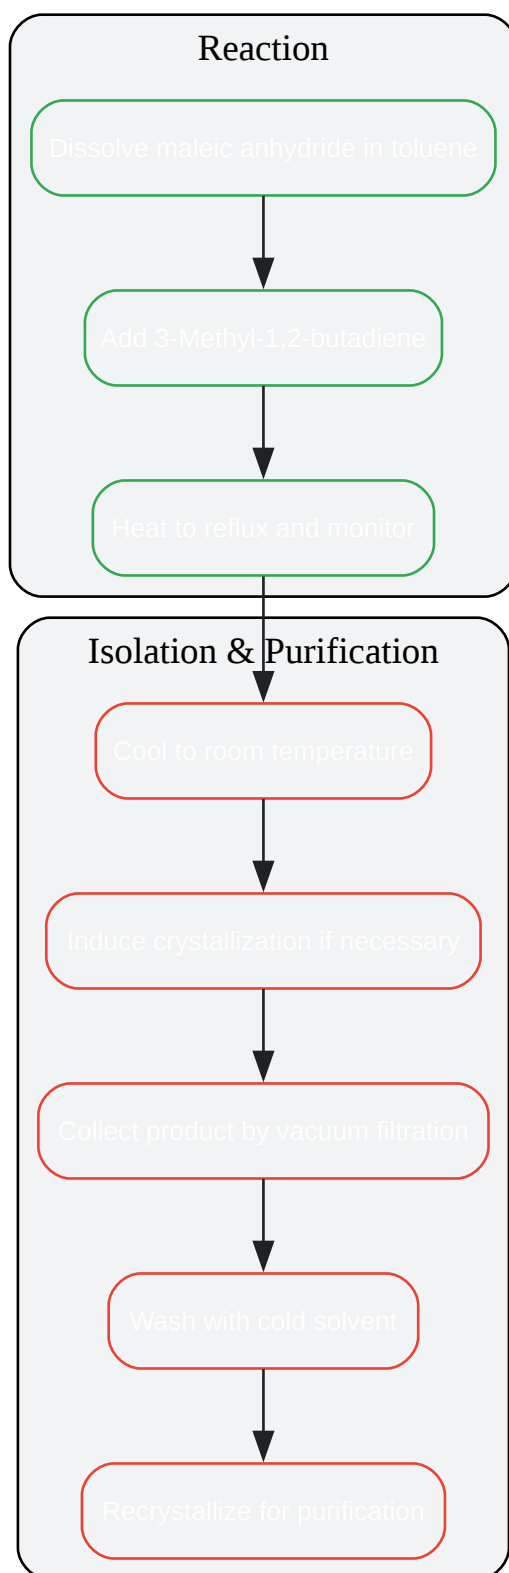 Reaction
Dissolve maleic anhydride in toluene
Add 3-Methyl-1,2-butadiene
Heat to reflux and monitor
Isolation & Purification
Cool to room temperature
Induce crystallization if necessary
Collect product by vacuum filtration
Wash with cold solvent
Recrystallize for purification